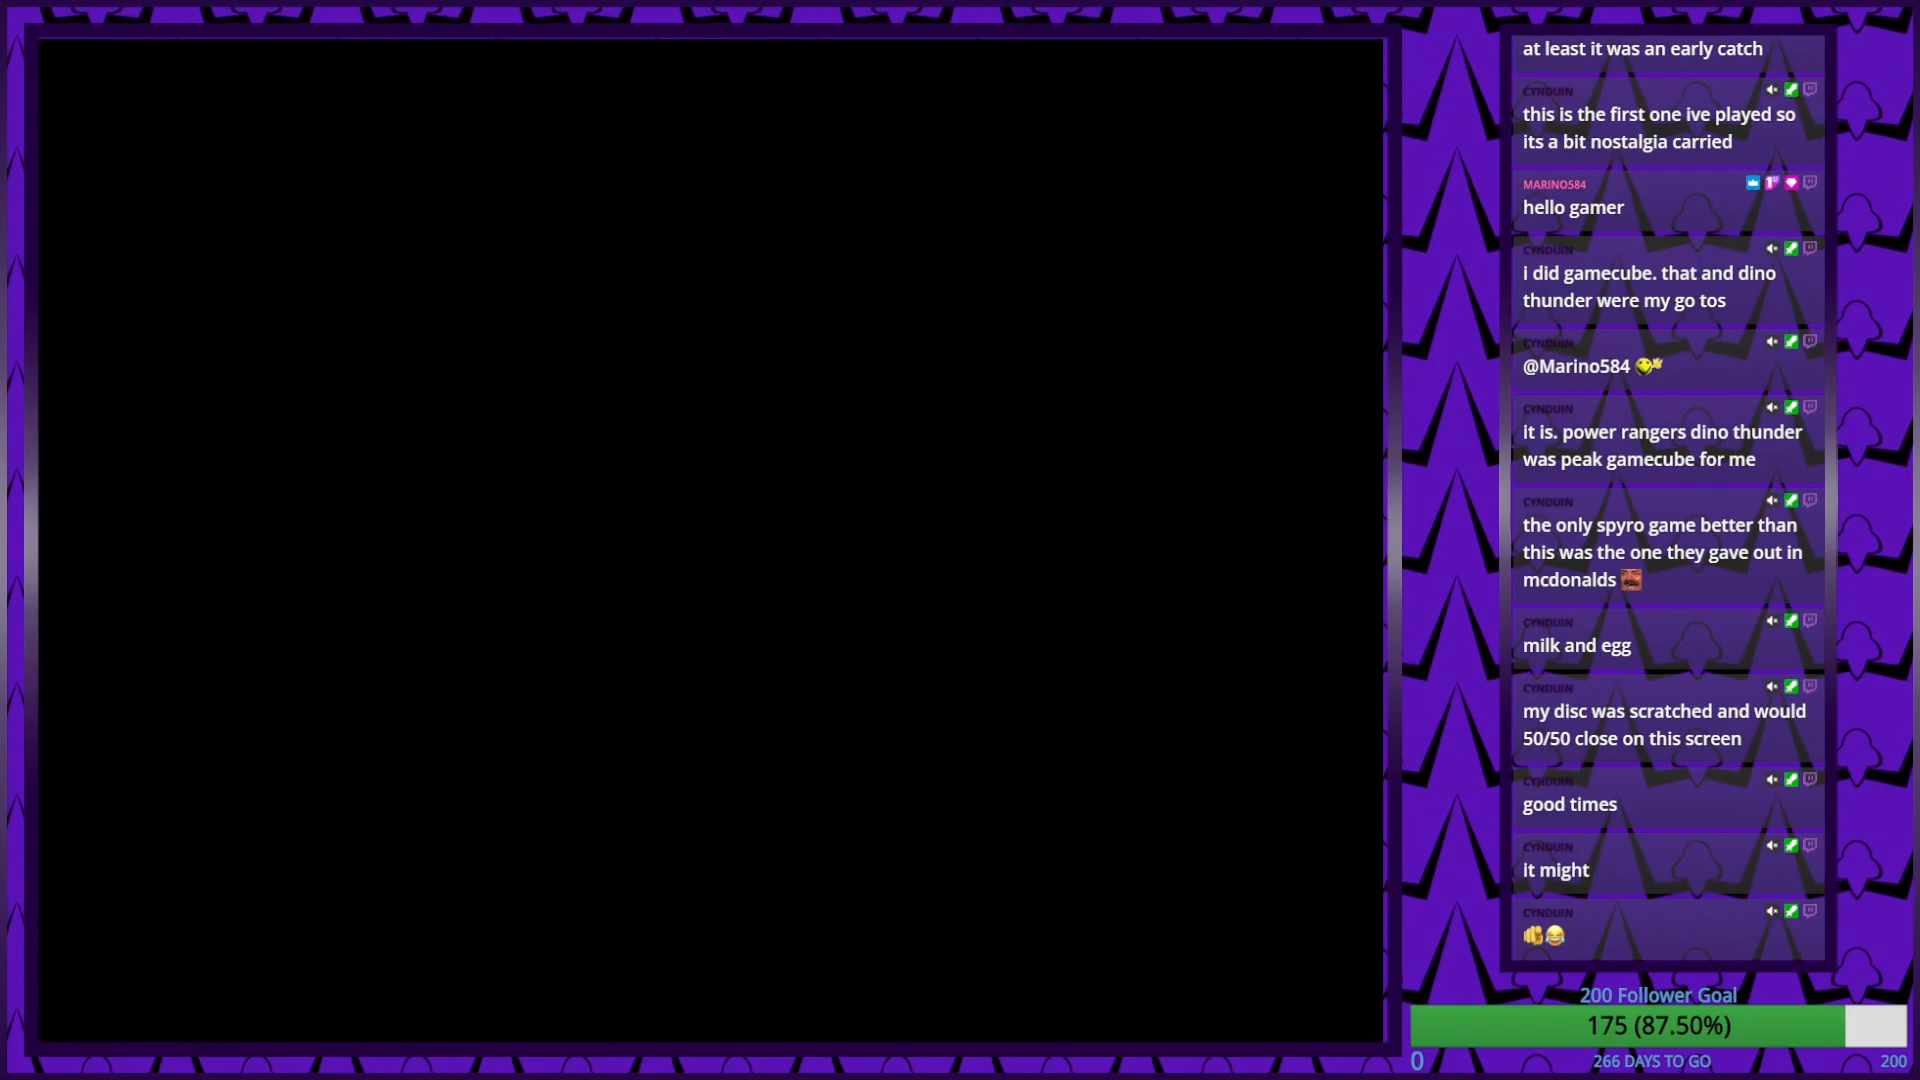 at least it was an early catch
CYNDUIN
this is the first one ive played so
its a bit nostalgia carried
MARINO584
hello gamer
CYNDUIN
i did gamecube. that and dino
thunder were my go tos
CYNDUIN
@Marino584
CYNDUIN
it is. power rangers dino thunder
was peak gamecube for me
CYNDUIN
the only spyro game better than
this was the one they gave out in
mcdonalds
CYNDUIN
milk and egg
CYNDUIN
my disc was scratched and would
50/50 close on this screen
CYNDUIN
good times
CYNDUIN
it might
CYNDUIN
200 Follower Goal
175 (87.50%)
0 266 DAYS TO GO 200